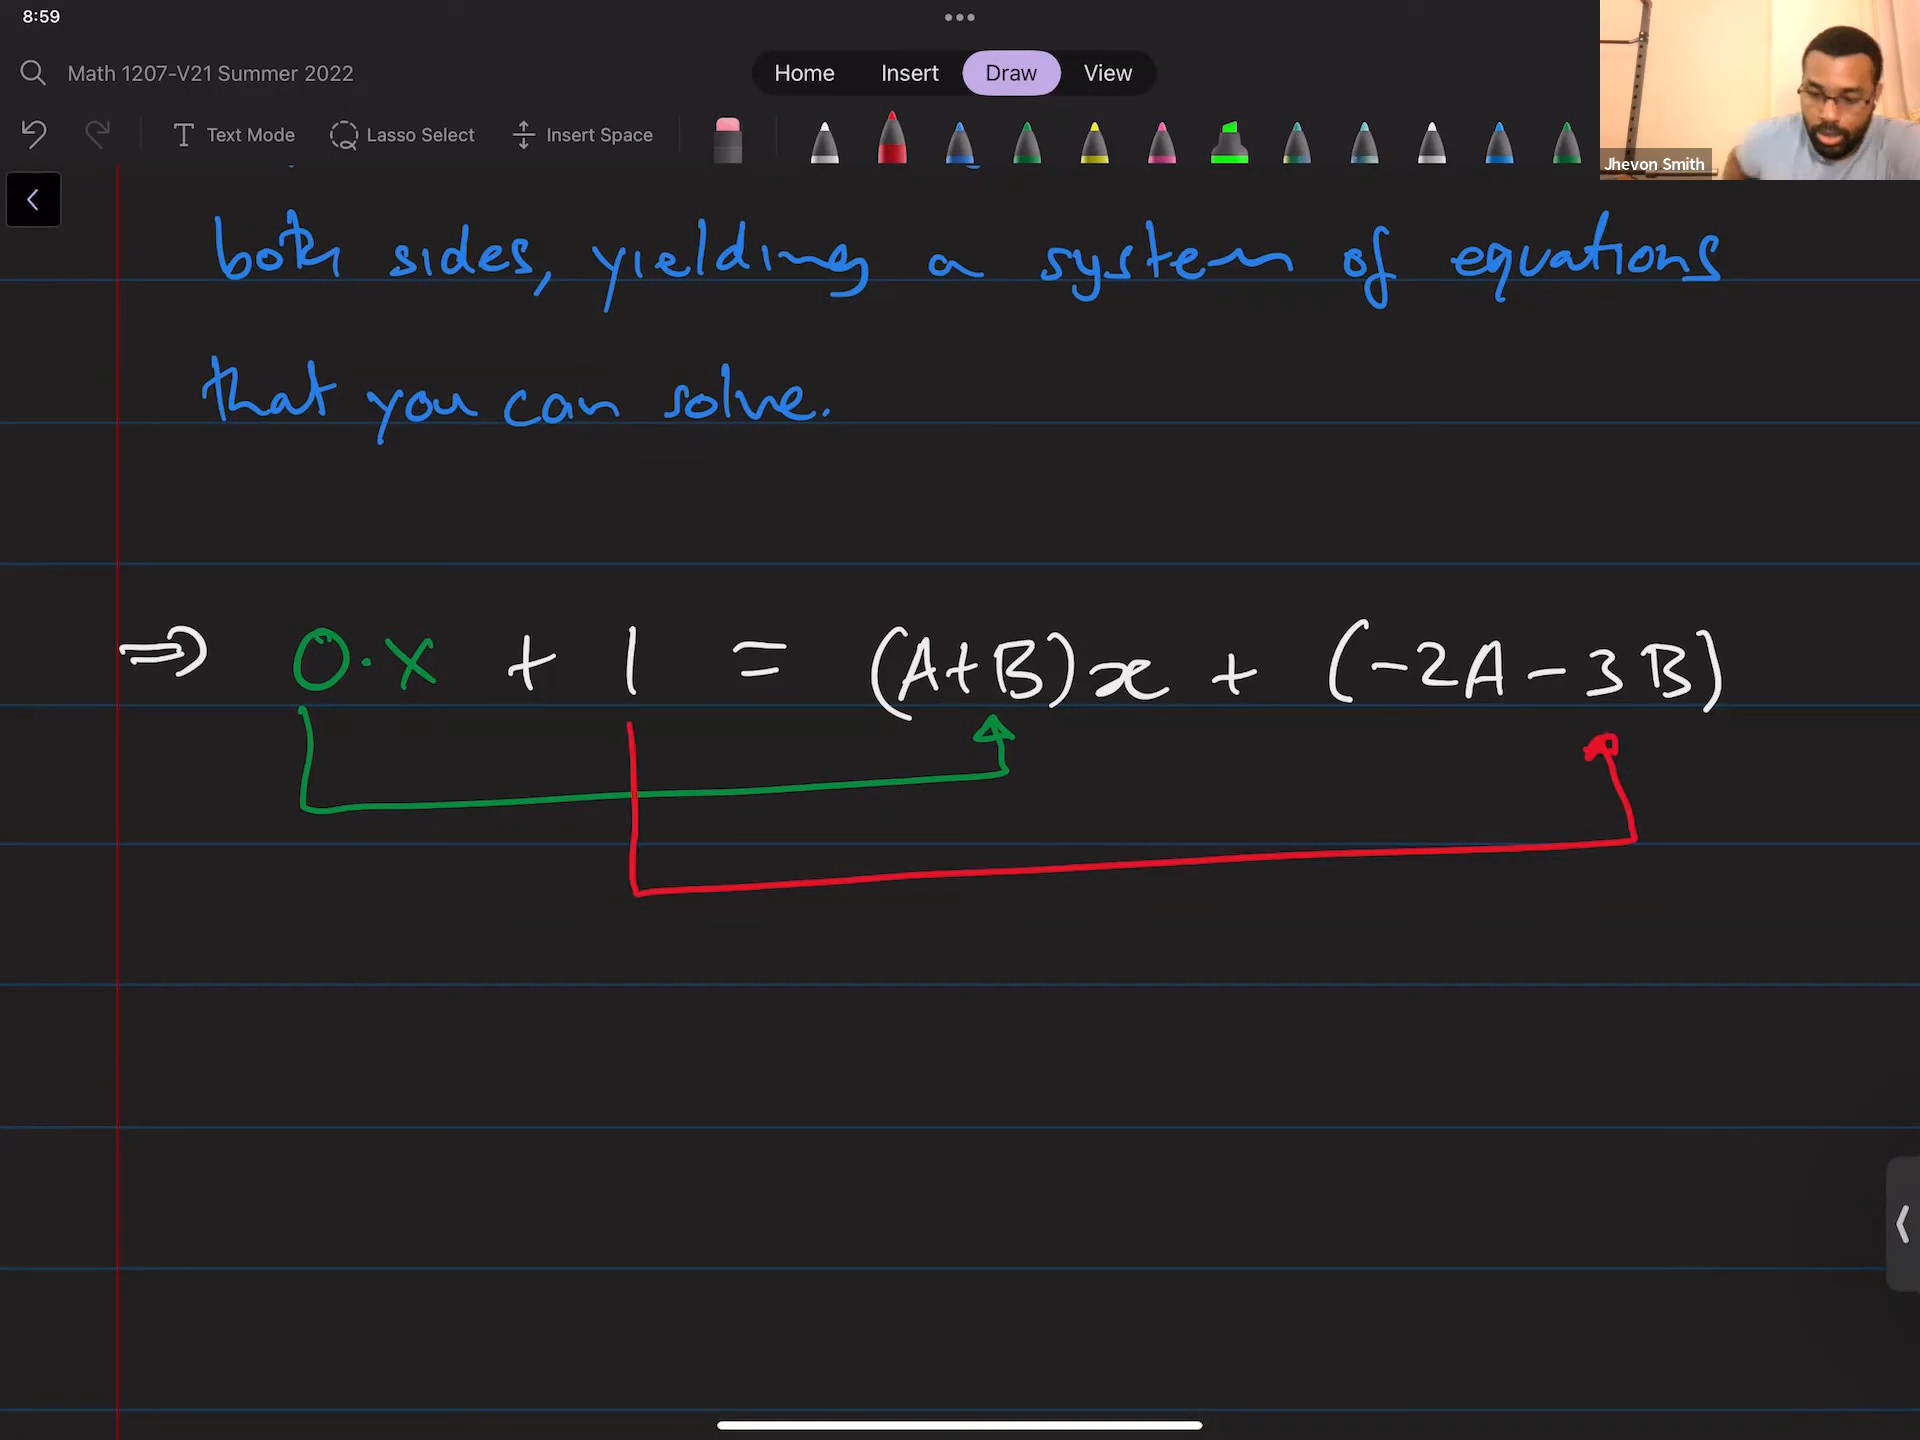 8:59
Math 1207-V21 Summer 2022
Home Insert Draw View
Text Mode Lasso Select Insert Space
Jhevon Smith
both sides, yielding a system of equations
that you can solve.
⇒ 0·x + 1 = (A+B)x + (-2A-3B)